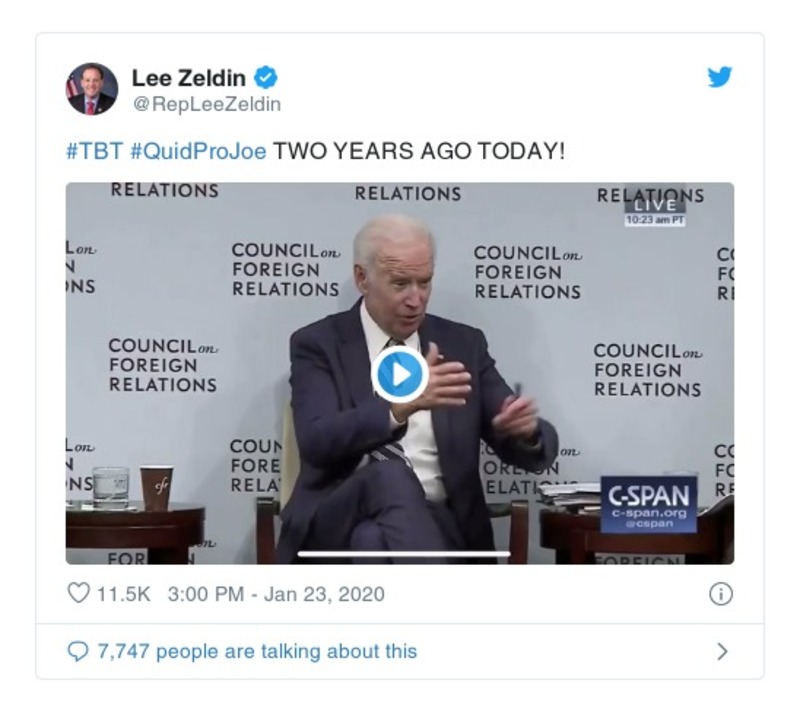 Lee Zeldin
@RepLeeZeldin
#TBT #QuidProJoe TWO YEARS AGO TODAY!
RELATIONS RELATIONS RELATIONS
LIVE
10:23 am PT
COUNCIL on
FOREIGN
RELATIONS
COUNCIL on
FOREIGN
RELATIONS
COUNCIL on
FOREIGN
RELATIONS
COUNCIL on
FOREIGN
RELATIONS
cfr
C-SPAN
c-span.org
@cspan
11.5K 3:00 PM - Jan 23, 2020
7,747 people are talking about this